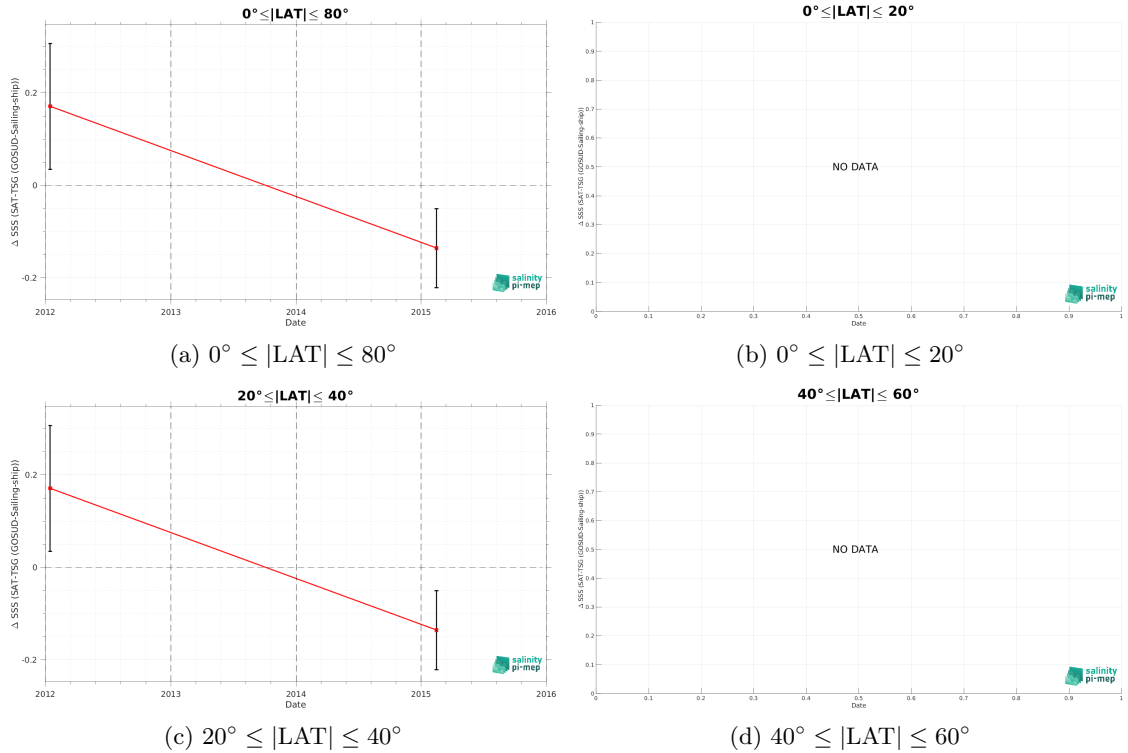 0°≤|LAT|≤ 80°
Δ SSS (SAT-TSG (GOSUD-Sailing-ship))
0.2
0
-0.2
2012 2013 2014 2015 2016
Date
salinity
pi-mep
(a) 0° ≤ |LAT| ≤ 80°
0°≤|LAT|≤ 20°
Δ SSS (SAT-TSG (GOSUD-Sailing-ship))
1
0.9
0.8
0.7
0.6
0.5
0.4
0.3
0.2
0.1
0
NO DATA
0 0.1 0.2 0.3 0.4 0.5 0.6 0.7 0.8 0.9 1
Date
salinity
pi-mep
(b) 0° ≤ |LAT| ≤ 20°
20°≤|LAT|≤ 40°
Δ SSS (SAT-TSG (GOSUD-Sailing-ship))
0.2
0
-0.2
2012 2013 2014 2015 2016
Date
salinity
pi-mep
(c) 20° ≤ |LAT| ≤ 40°
40°≤|LAT|≤ 60°
Δ SSS (SAT-TSG (GOSUD-Sailing-ship))
1
0.9
0.8
0.7
0.6
0.5
0.4
0.3
0.2
0.1
0
NO DATA
0 0.1 0.2 0.3 0.4 0.5 0.6 0.7 0.8 0.9 1
Date
salinity
pi-mep
(d) 40° ≤ |LAT| ≤ 60°